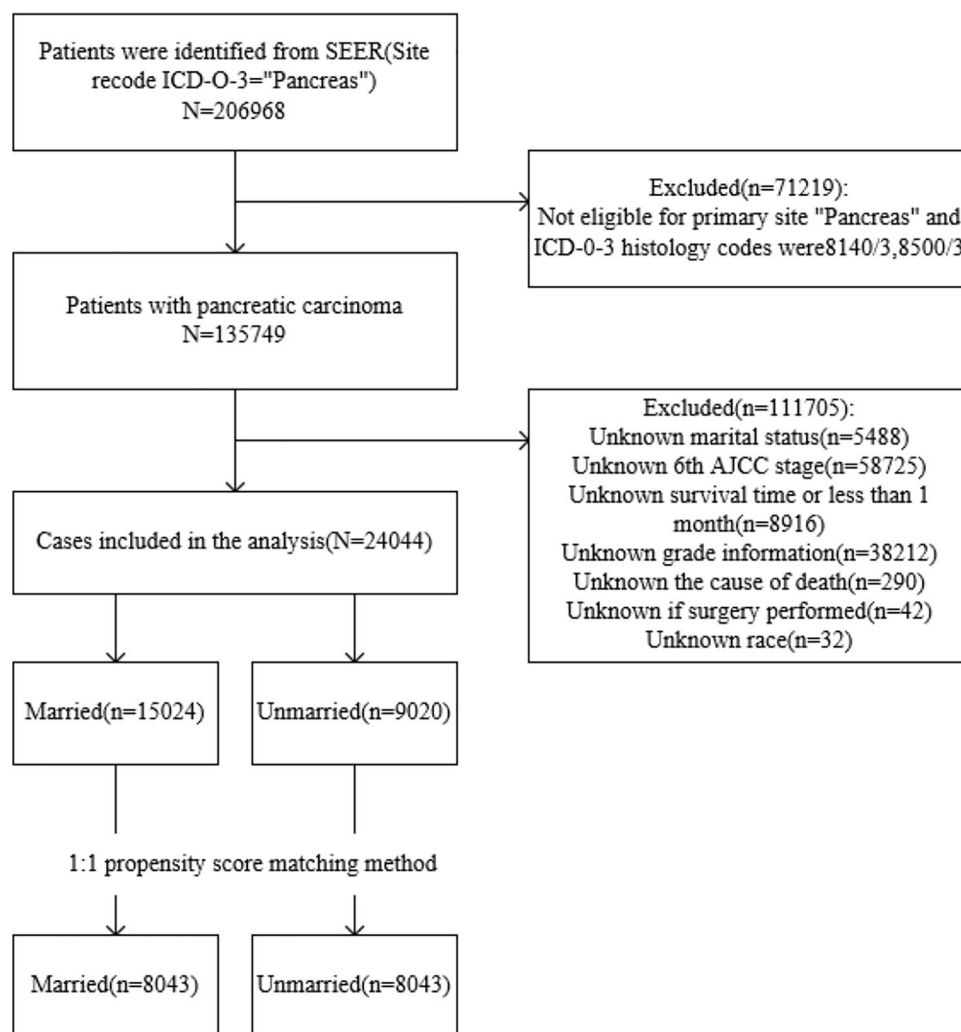 Patients were identified from SEER(Site
recode ICD-O-3="Pancreas")
N=206968
Excluded(n=71219):
Not eligible for primary site "Pancreas" and
ICD-0-3 histology codes were8140/3,8500/3
Patients with pancreatic carcinoma
N=135749
Excluded(n=111705):
Unknown marital status(n=5488)
Unknown 6th AJCC stage(n=58725)
Unknown survival time or less than 1
month(n=8916)
Unknown grade information(n=38212)
Unknown the cause of death(n=290)
Unknown if surgery performed(n=42)
Unknown race(n=32)
Cases included in the analysis(N=24044)
Married(n=15024)
Unmarried(n=9020)
1:1 propensity score matching method
Married(n=8043)
Unmarried(n=8043)